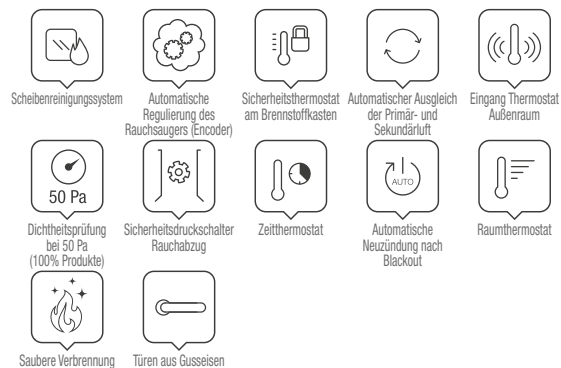 Scheibenreinigungssystem
Automatische
Regulierung des
Rauchsaugers (Encoder)
Sicherheitsthermostat
am Brennstoffkasten
Automatischer Ausgleich
der Primär- und
Sekundärluft
Eingang Thermostat
Außenraum
50 Pa
Dichtheitsprüfung
bei 50 Pa
(100% Produkte)
Sicherheitsdruckschalter
Rauchabzug
Zeitthermostat
AUTO
Automatische
Neuzündung nach
Blackout
Raumthermostat
Saubere Verbrennung
Türen aus Gusseisen